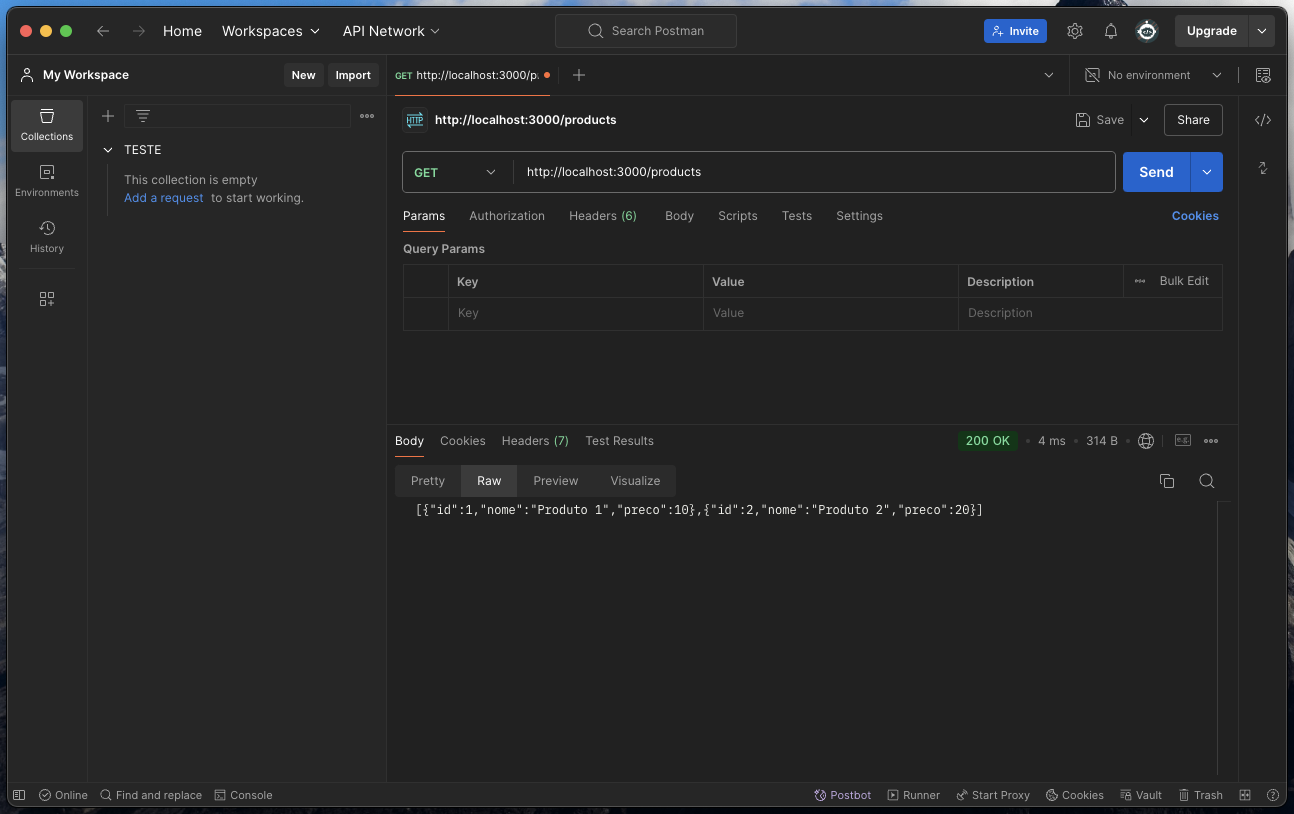 Home Workspaces API Network Search Postman Invite Upgrade
My Workspace New Import GET http://localhost:3000/p. No environment
Collections
Environments
History
TESTE
This collection is empty
Add a request to start working.
HTTP http://localhost:3000/products Save Share
GET http://localhost:3000/products Send
Params Authorization Headers (6) Body Scripts Tests Settings Cookies
Query Params
Key Value Description Bulk Edit
Key Value Description
Body Cookies Headers (7) Test Results 200 OK 4 ms 314 B e.g.
Pretty Raw Preview Visualize
[{"id":1,"nome":"Produto 1","preco":10},{"id":2,"nome":"Produto 2","preco":20}]
Online Find and replace Console Postbot Runner Start Proxy Cookies Vault Trash